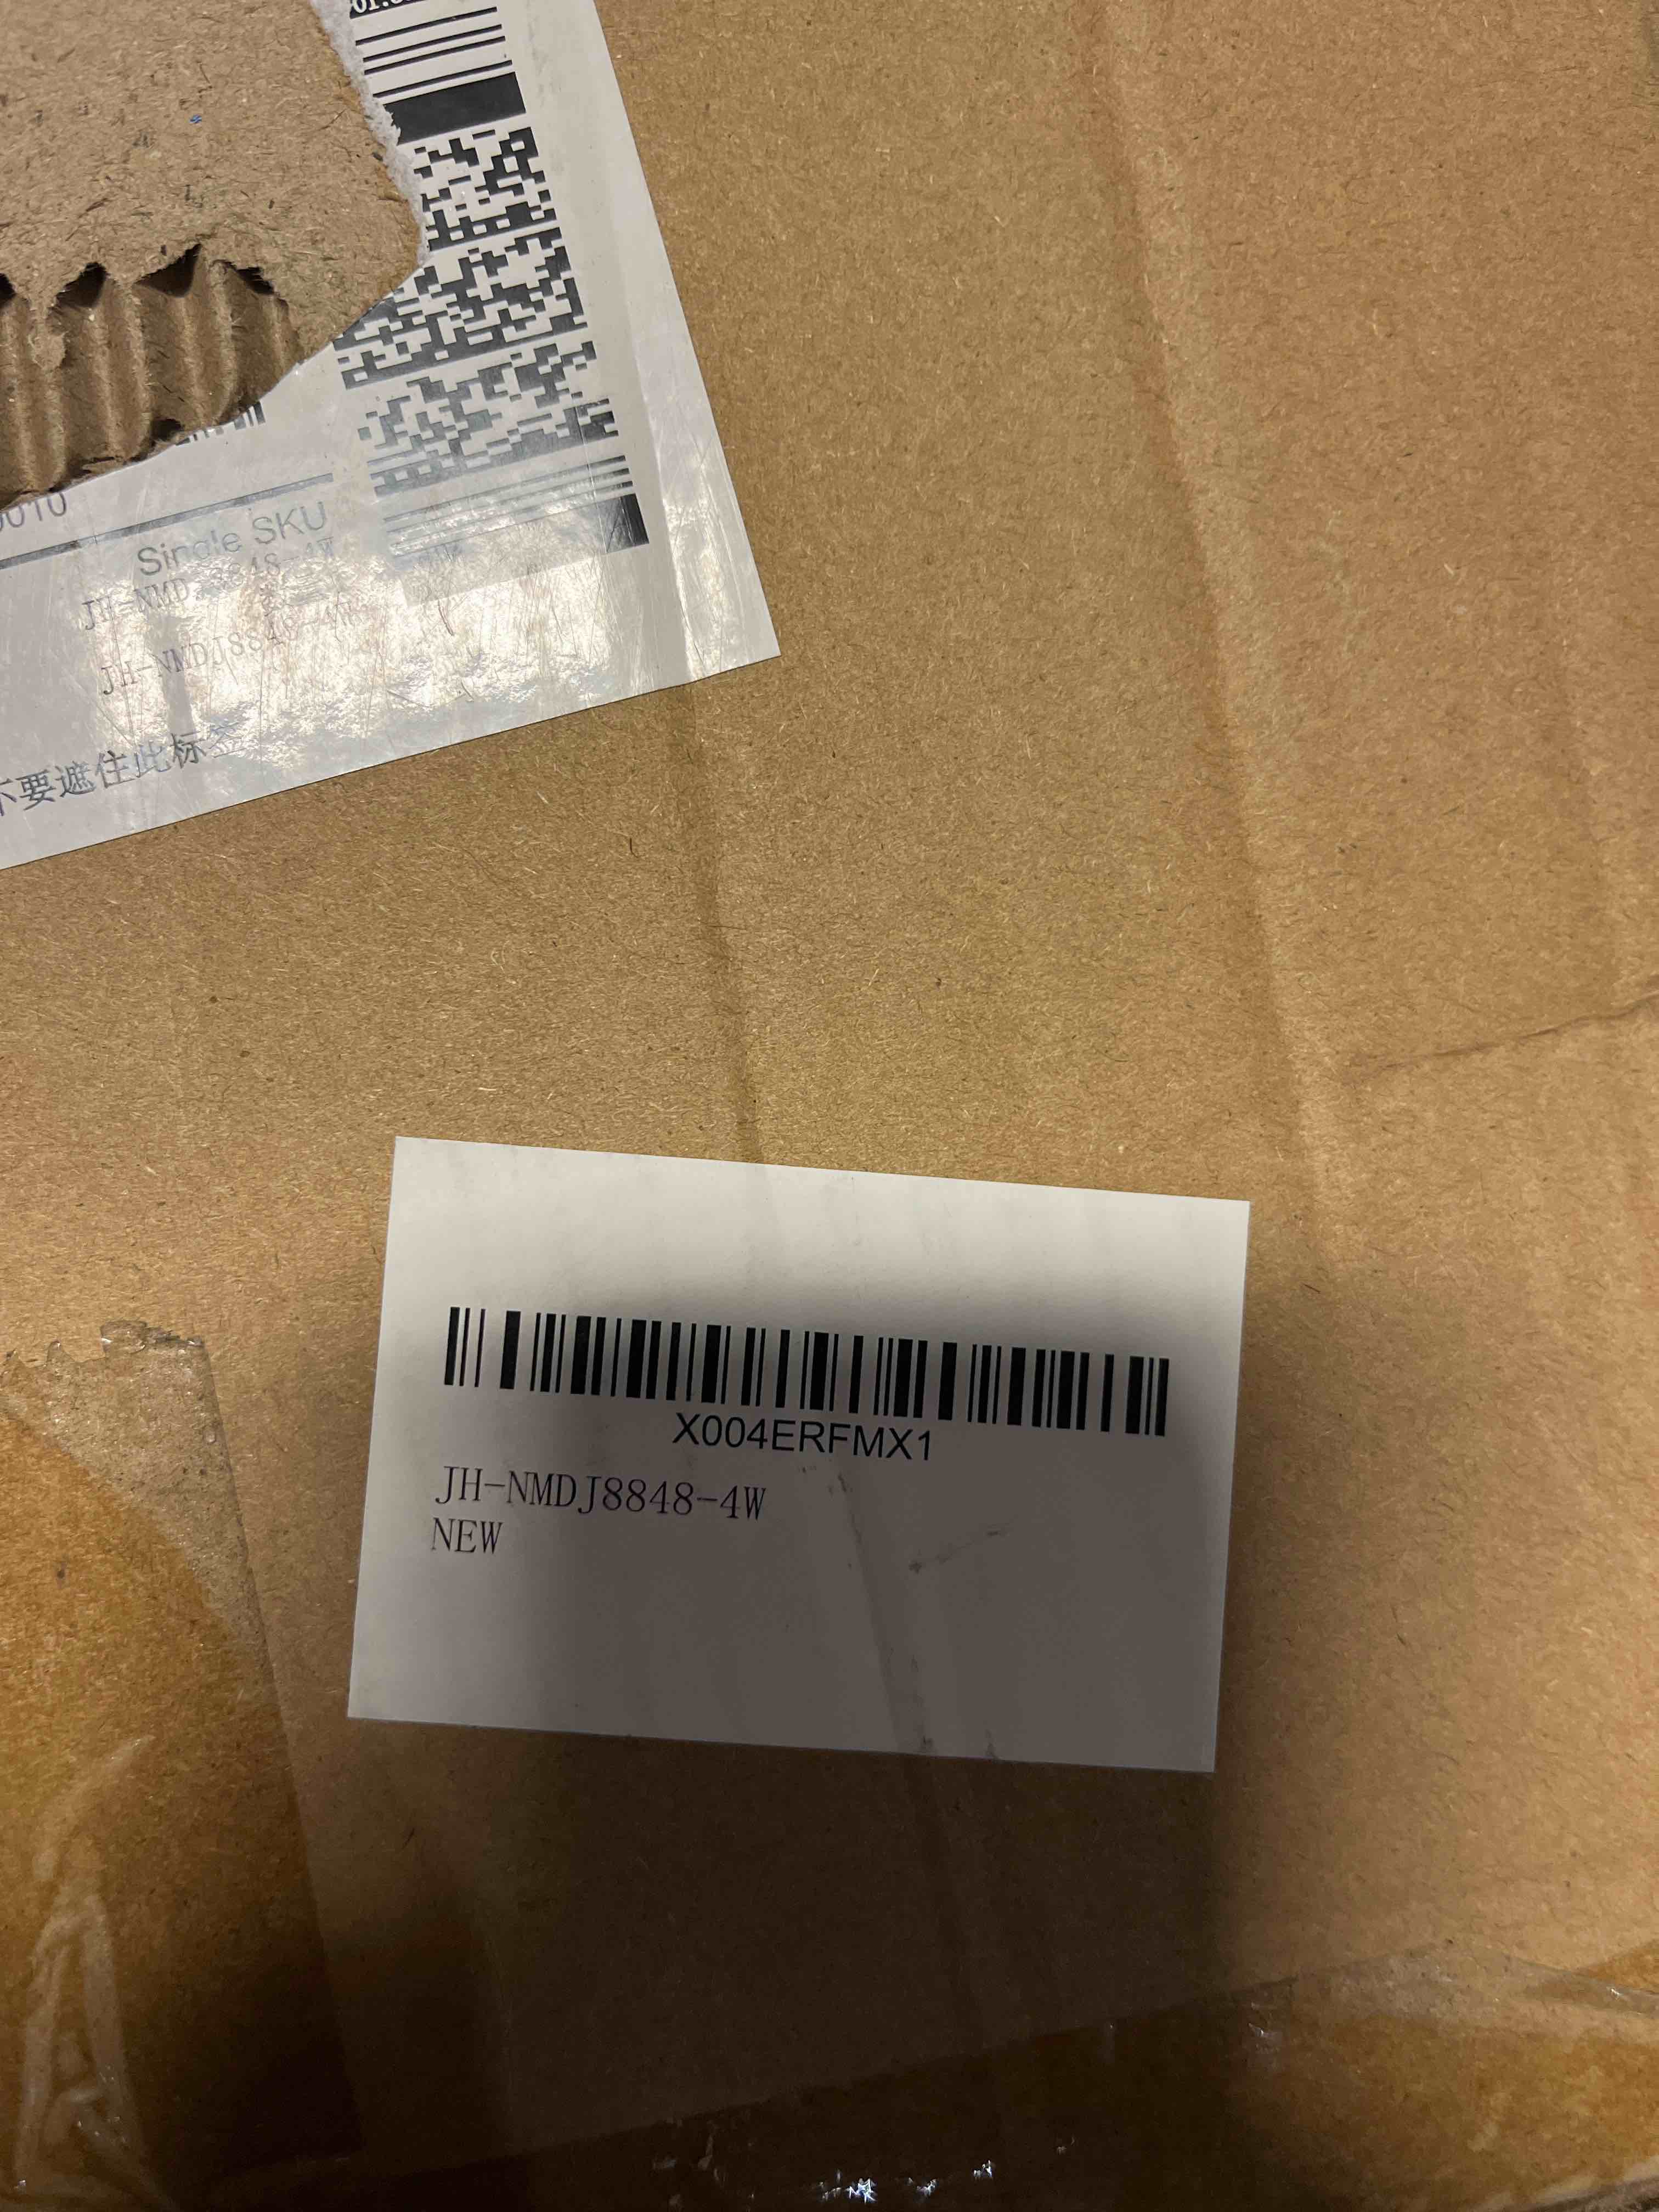 Single SKU
JH-NMDJ8848-4W
不要遮住此标签
X004ERFMX1
JH-NMDJ8848-4W
NEW